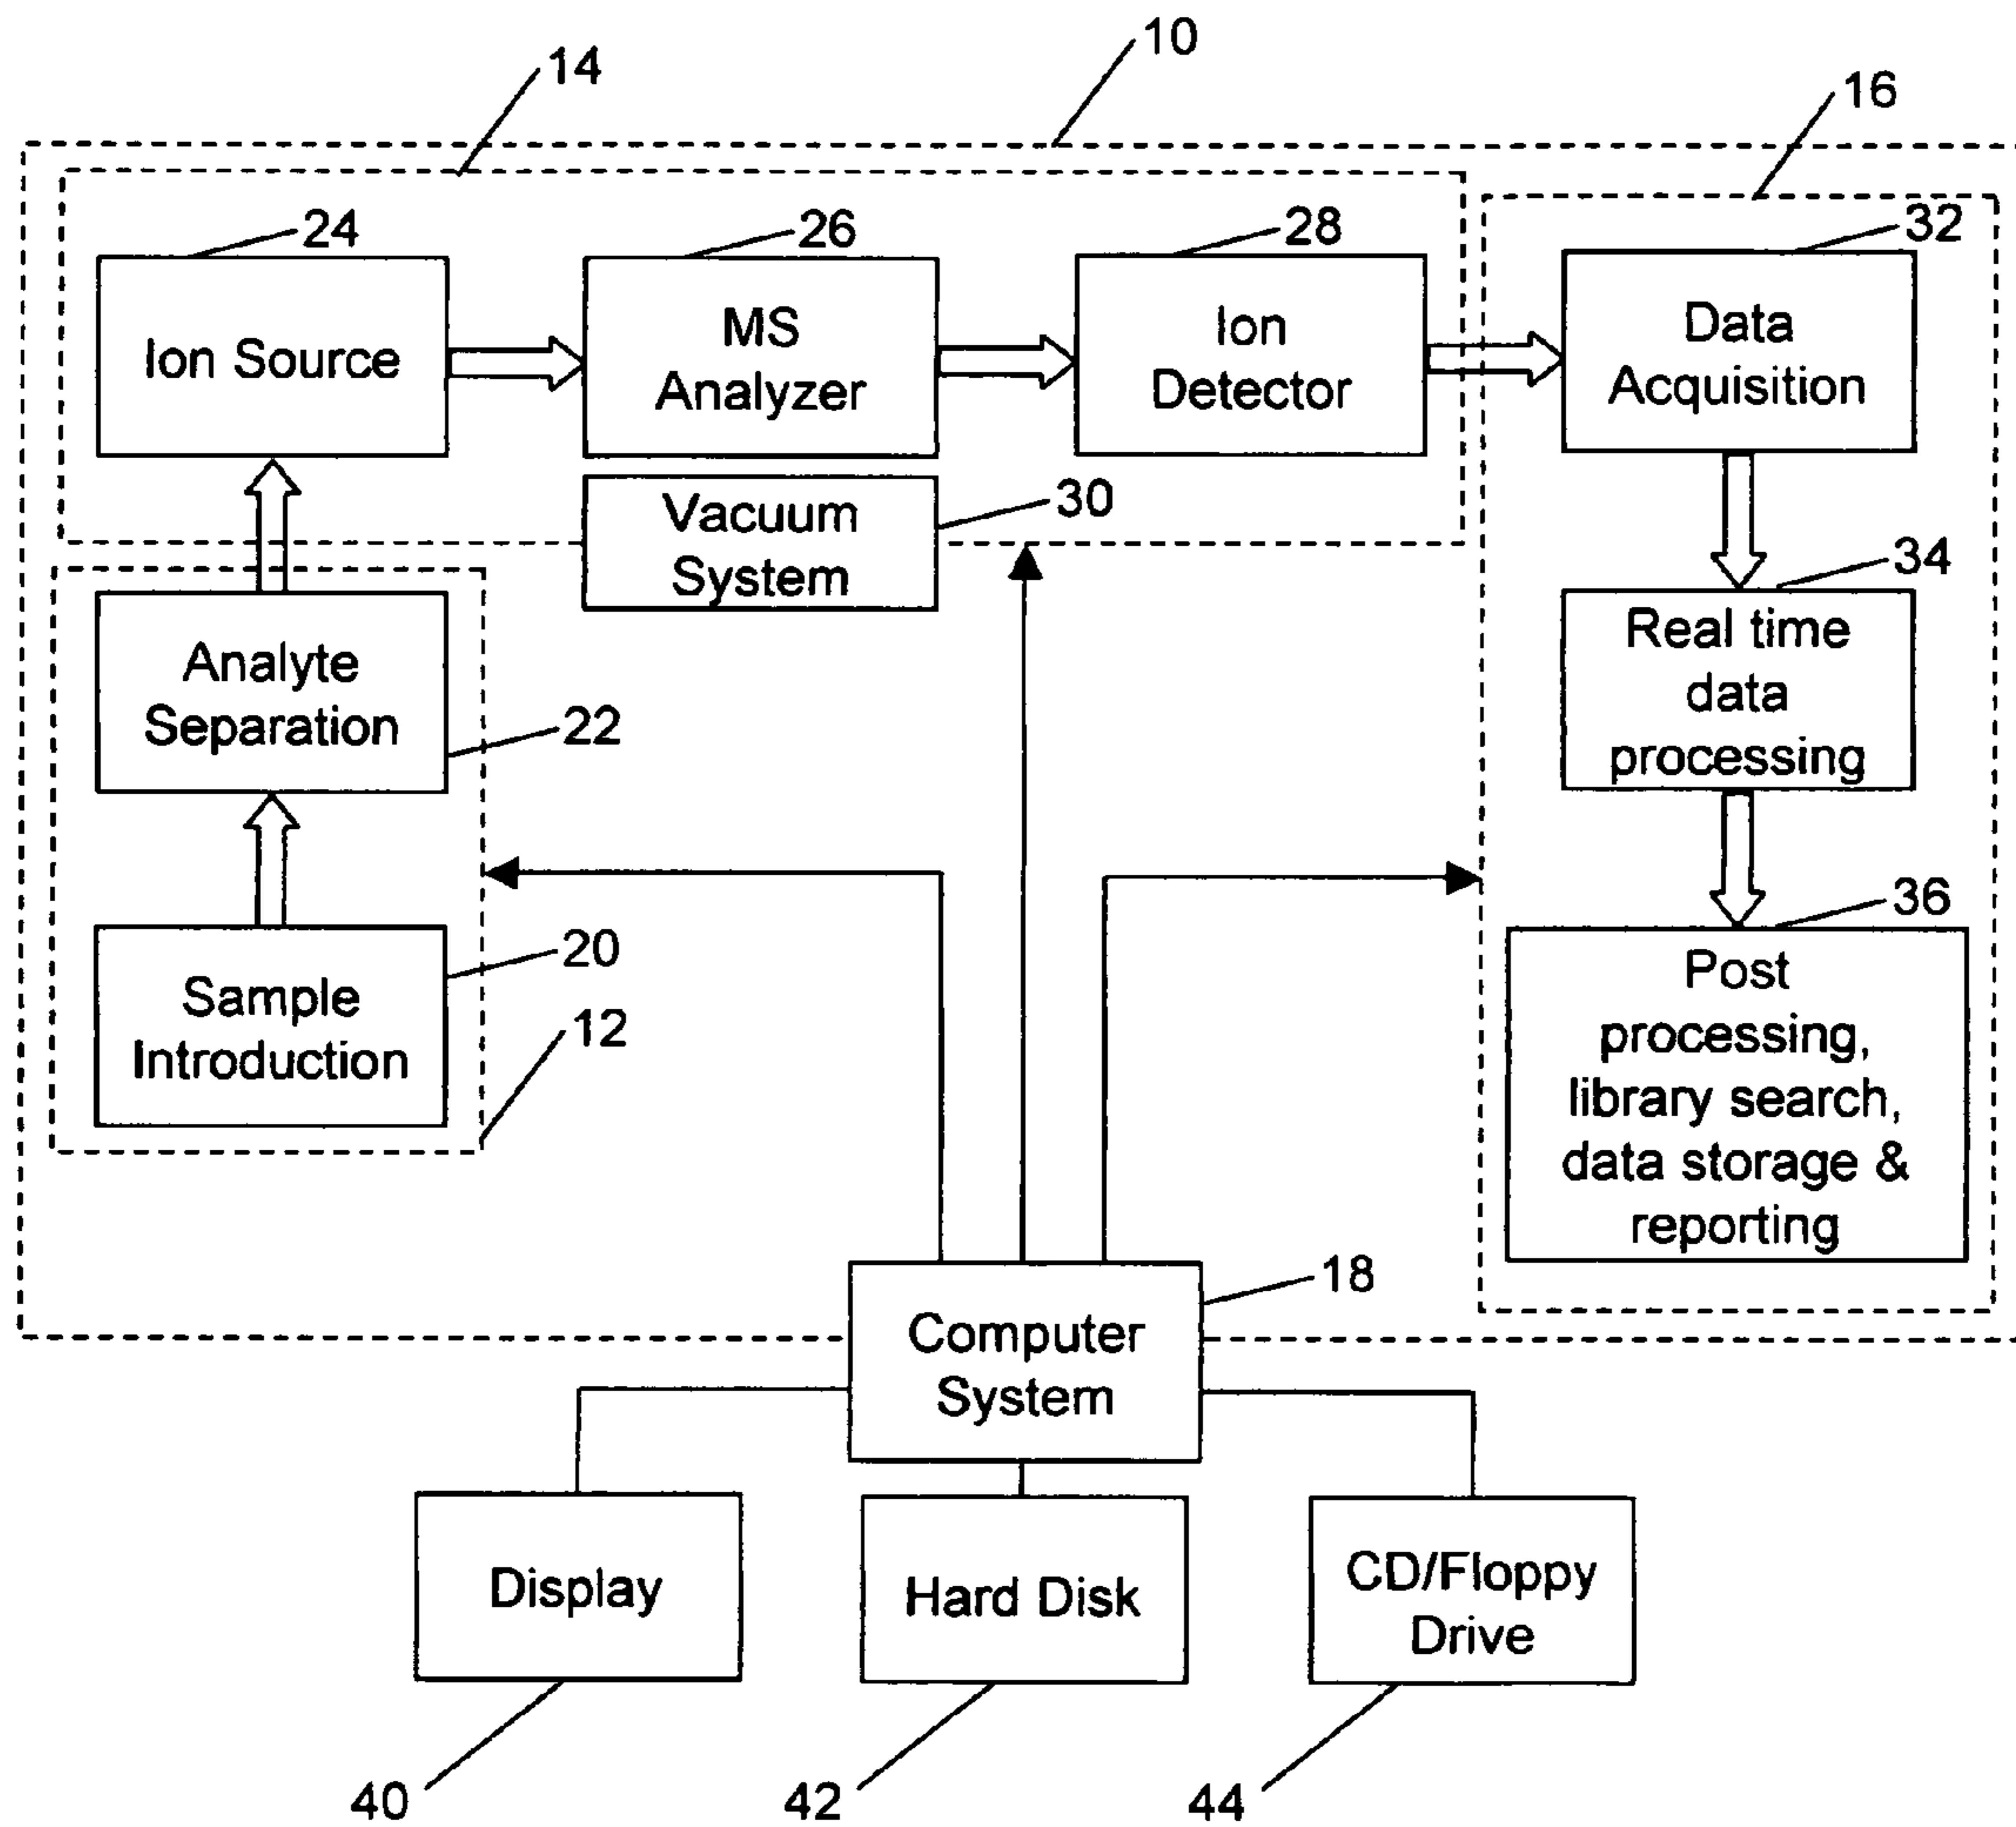 10
14
16
24
26
28
32
Ion Source
MS
Analyzer
Ion
Detector
Data
Acquisition
Vacuum
System
30
34
Analyte
Separation
22
Real time
data
processing
20
Sample
Introduction
12
36
Post
processing,
library search,
data storage &
reporting
18
Computer
System
Display
Hard Disk
CD/Floppy
Drive
40
42
44